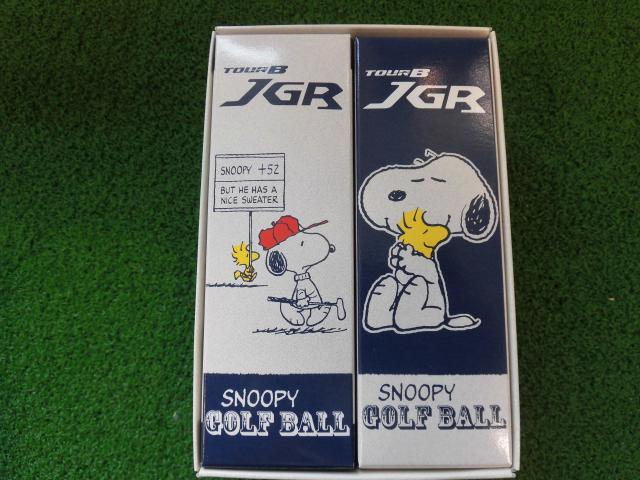 TOUR B
JGR
SNOOPY +52
BUT HE HAS A
NICE SWEATER
SNOOPY
GOLF BALL
TOUR B
JGR
SNOOPY
GOLF BALL